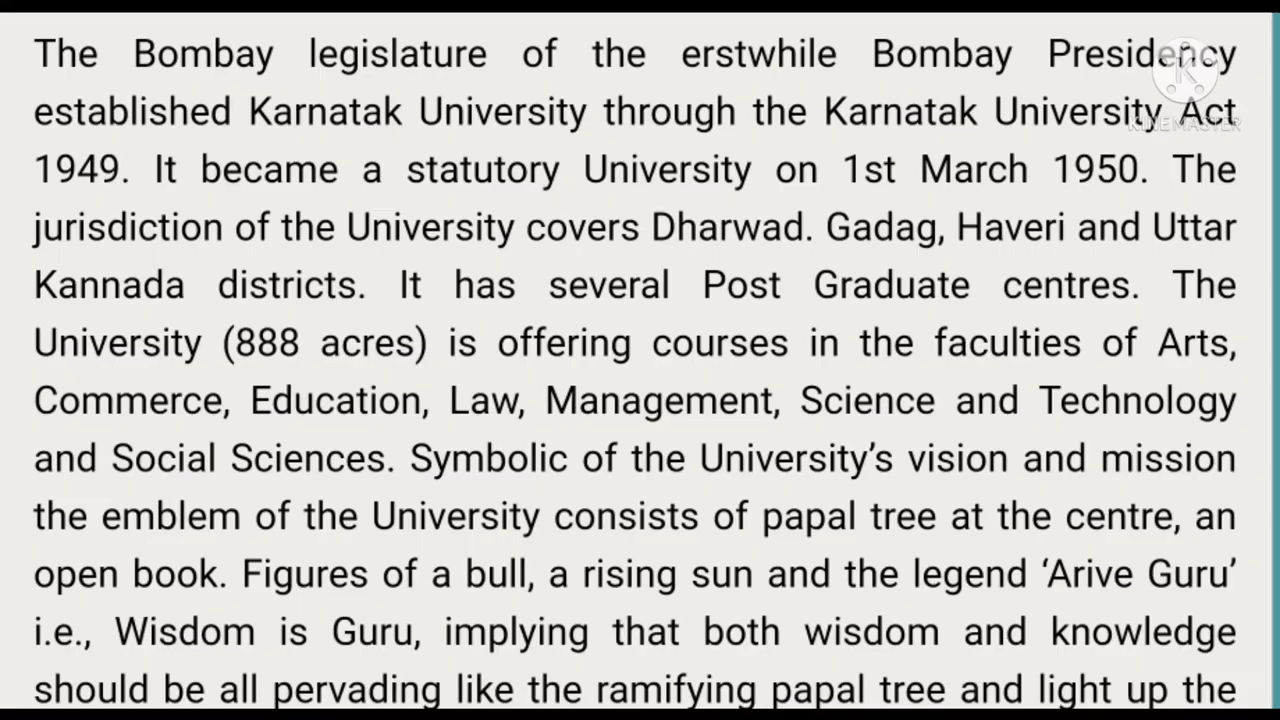 The Bombay legislature of the erstwhile Bombay Presidency
established Karnatak University through the Karnatak University Act
1949. It became a statutory University on 1st March 1950. The
jurisdiction of the University covers Dharwad. Gadag, Haveri and Uttar
Kannada districts. It has several Post Graduate centres. The
University (888 acres) is offering courses in the faculties of Arts,
Commerce, Education, Law, Management, Science and Technology
and Social Sciences. Symbolic of the University’s vision and mission
the emblem of the University consists of papal tree at the centre, an
open book. Figures of a bull, a rising sun and the legend ‘Arive Guru’
i.e., Wisdom is Guru, implying that both wisdom and knowledge
should be all pervading like the ramifying papal tree and light up the
K
KINEMASTER